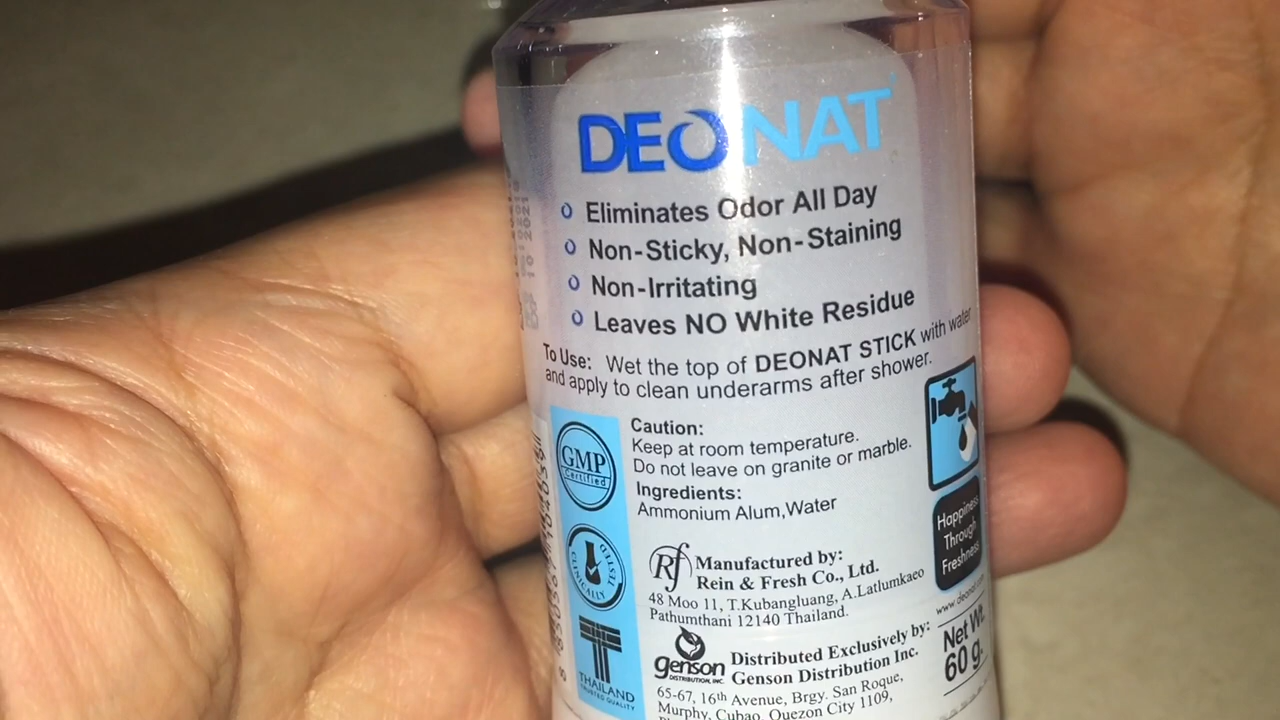 DEONAT
Eliminates Odor All Day
Non-Sticky, Non-Staining
Non-Irritating
Leaves NO White Residue
To Use: Wet the top of DEONAT STICK with water
and apply to clean underarms after shower.
Caution:
Keep at room temperature.
Do not leave on granite or marble.
Ingredients:
Ammonium Alum,Water
GMP
Certified
CLINICALLY TESTED
T
THAILAND
TRUSTED QUALITY
Rf
Manufactured by:
Rein & Fresh Co., Ltd.
48 Moo 11, T.Kubangluang, A.Latlumkaeo
Pathumthani 12140 Thailand.
genson
DISTRIBUTION, INC.
Distributed Exclusively by:
Genson Distribution Inc.
65-67, 16th Avenue, Brgy. San Roque,
Murphy, Cubao, Quezon City 1109,
Happiness
Through
Freshness
www.deonat.com
Net Wt.
60 g.